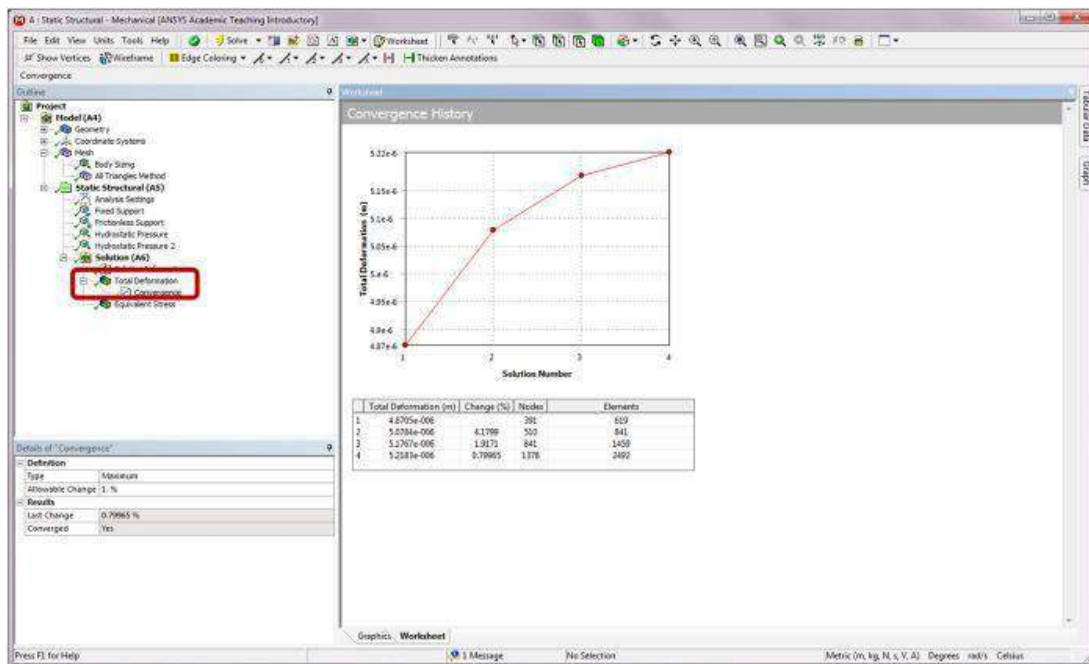 A : Static Structural - Mechanical [ANSYS Academic Teaching Introductory]
File Edit View Units Tools Help Solve Worksheet
Show Vertices Wireframe Edge Coloring Thicken Annotations
Convergence
Outline
Project
Model (A4)
Geometry
Coordinate Systems
Mesh
Body Sizing
All Triangles Method
Static Structural (A5)
Analysis Settings
Fixed Support
Frictionless Support
Hydrostatic Pressure
Hydrostatic Pressure 2
Solution (A6)
Total Deformation
Convergence
Equivalent Stress
Details of "Convergence"
Definition
Type Maximum
Allowable Change 1. %
Results
Last Change 0.79965 %
Converged Yes
Worksheet
Convergence History
5.22e-6
5.15e-6
5.1e-6
5.05e-6
5.e-6
4.95e-6
4.9e-6
4.87e-6
Total Deformation (m)
1 2 3 4
Solution Number
Total Deformation (m) Change (%) Nodes Elements
1 4.8705e-006 391 619
2 5.0784e-006 4.1799 510 841
3 5.1767e-006 1.9171 841 1459
4 5.2183e-006 0.79965 1376 2492
Tabular Data
Graph
Graphics Worksheet
Press F1 for Help 1 Message No Selection Metric (m, kg, N, s, V, A) Degrees rad/s Celsius